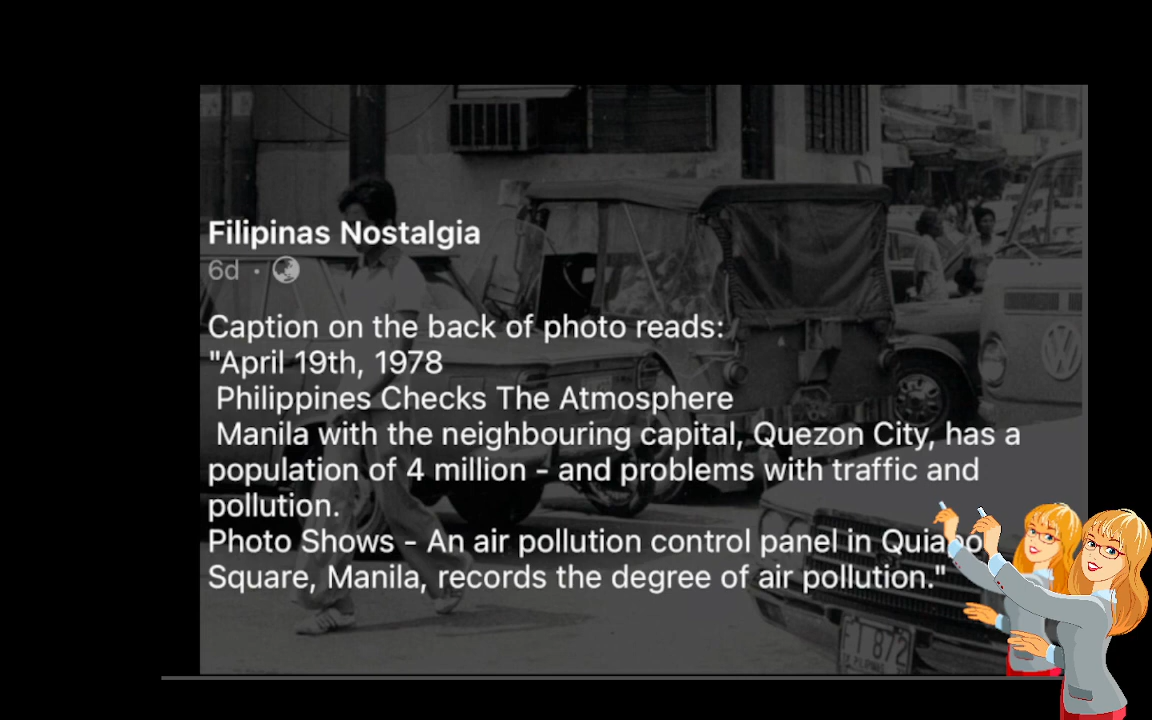 Filipinas Nostalgia
6d ·
Caption on the back of photo reads:
"April 19th, 1978
Philippines Checks The Atmosphere
Manila with the neighbouring capital, Quezon City, has a
population of 4 million - and problems with traffic and
pollution.
Photo Shows - An air pollution control panel in Quiapo
Square, Manila, records the degree of air pollution."
872